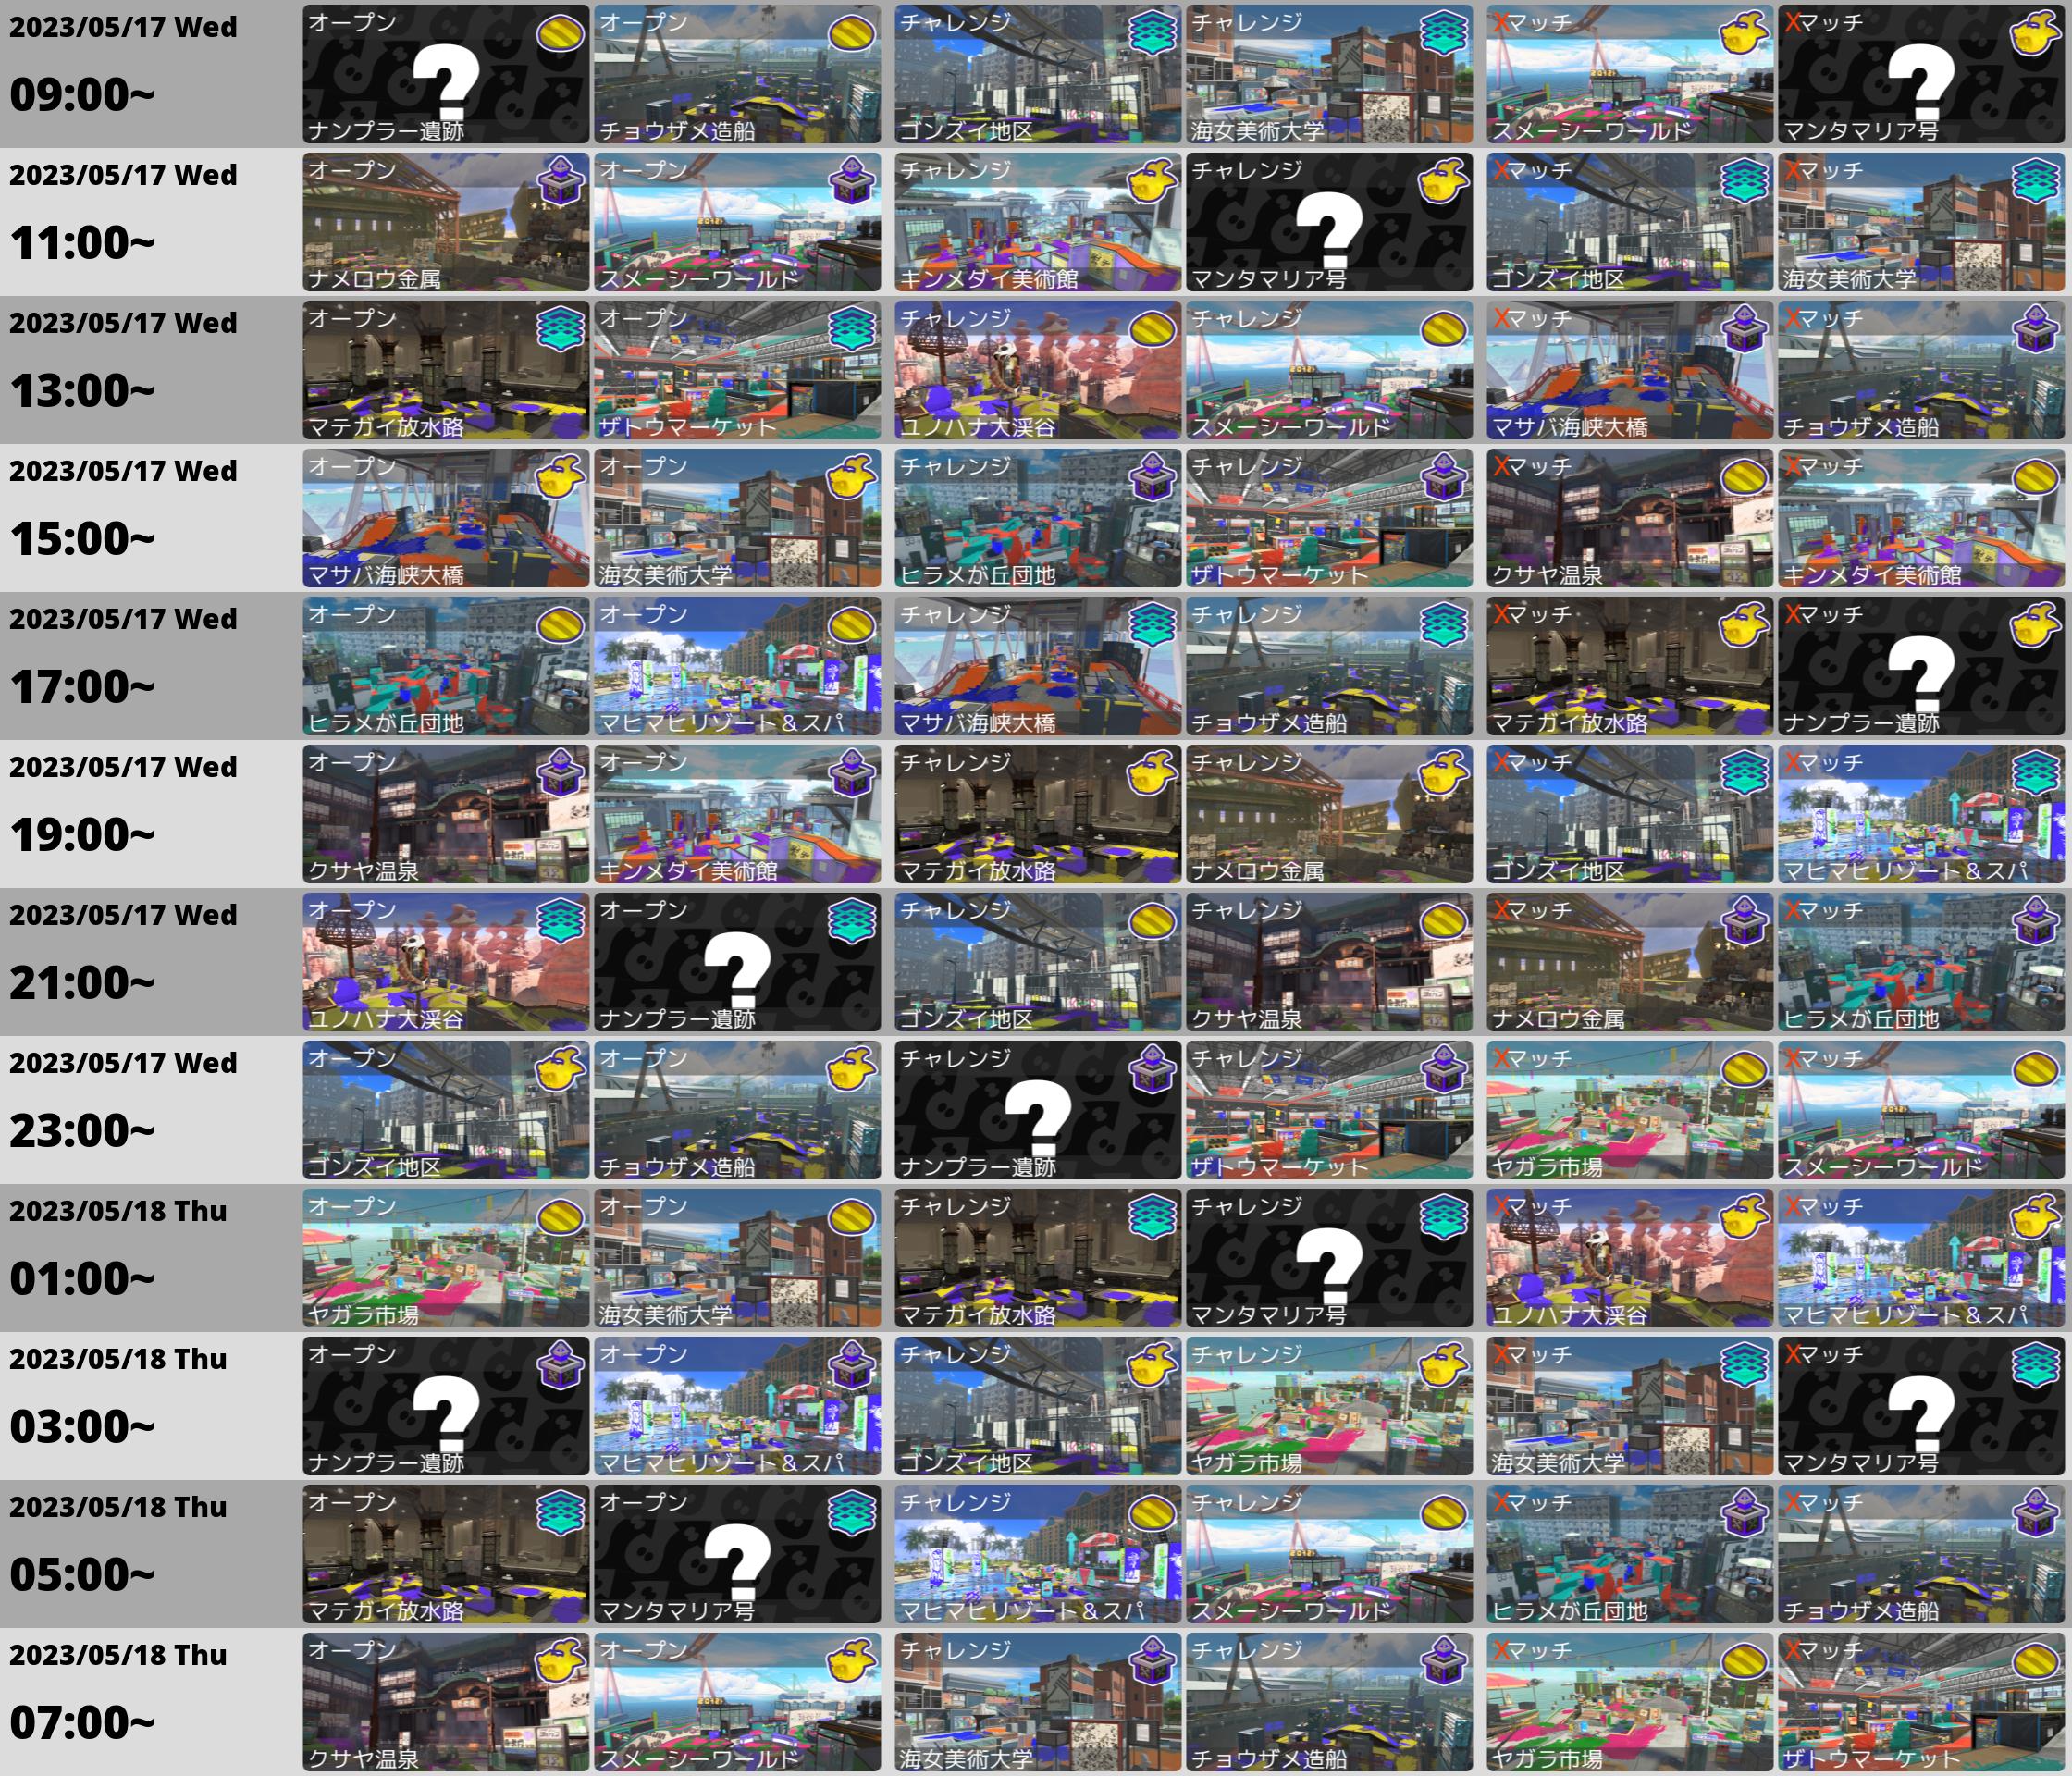 2023/05/17 Wed
09:00~
オープン オープン チャレンジ チャレンジ Xマッチ Xマッチ
ナンプラー遺跡 チョウザメ造船 ゴンズイ地区 海女美術大学 スメーシーワールド マンタマリア号
2023/05/17 Wed
11:00~
オープン オープン チャレンジ チャレンジ Xマッチ Xマッチ
ナメロウ金属 スメーシーワールド キンメダイ美術館 マンタマリア号 ゴンズイ地区 海女美術大学
2023/05/17 Wed
13:00~
オープン オープン チャレンジ チャレンジ Xマッチ Xマッチ
マテガイ放水路 ザトウマーケット ユノハナ大渓谷 スメーシーワールド マサバ海峡大橋 チョウザメ造船
2023/05/17 Wed
15:00~
オープン オープン チャレンジ チャレンジ Xマッチ Xマッチ
マサバ海峡大橋 海女美術大学 ヒラメが丘団地 ザトウマーケット クサヤ温泉 キンメダイ美術館
2023/05/17 Wed
17:00~
オープン オープン チャレンジ チャレンジ Xマッチ Xマッチ
ヒラメが丘団地 マヒマヒリゾート＆スパ マサバ海峡大橋 チョウザメ造船 マテガイ放水路 ナンプラー遺跡
2023/05/17 Wed
19:00~
オープン オープン チャレンジ チャレンジ Xマッチ Xマッチ
クサヤ温泉 キンメダイ美術館 マテガイ放水路 ナメロウ金属 ゴンズイ地区 マヒマヒリゾート＆スパ
2023/05/17 Wed
21:00~
オープン オープン チャレンジ チャレンジ Xマッチ Xマッチ
ユノハナ大渓谷 ナンプラー遺跡 ゴンズイ地区 クサヤ温泉 ナメロウ金属 ヒラメが丘団地
2023/05/17 Wed
23:00~
オープン オープン チャレンジ チャレンジ Xマッチ Xマッチ
ゴンズイ地区 チョウザメ造船 ナンプラー遺跡 ザトウマーケット ヤガラ市場 スメーシーワールド
2023/05/18 Thu
01:00~
オープン オープン チャレンジ チャレンジ Xマッチ Xマッチ
ヤガラ市場 海女美術大学 マテガイ放水路 マンタマリア号 ユノハナ大渓谷 マヒマヒリゾート＆スパ
2023/05/18 Thu
03:00~
オープン オープン チャレンジ チャレンジ Xマッチ Xマッチ
ナンプラー遺跡 マヒマヒリゾート＆スパ ゴンズイ地区 ヤガラ市場 海女美術大学 マンタマリア号
2023/05/18 Thu
05:00~
オープン オープン チャレンジ チャレンジ Xマッチ Xマッチ
マテガイ放水路 マンタマリア号 マヒマヒリゾート＆スパ スメーシーワールド ヒラメが丘団地 チョウザメ造船
2023/05/18 Thu
07:00~
オープン オープン チャレンジ チャレンジ Xマッチ Xマッチ
クサヤ温泉 スメーシーワールド 海女美術大学 チョウザメ造船 ヤガラ市場 ザトウマーケット